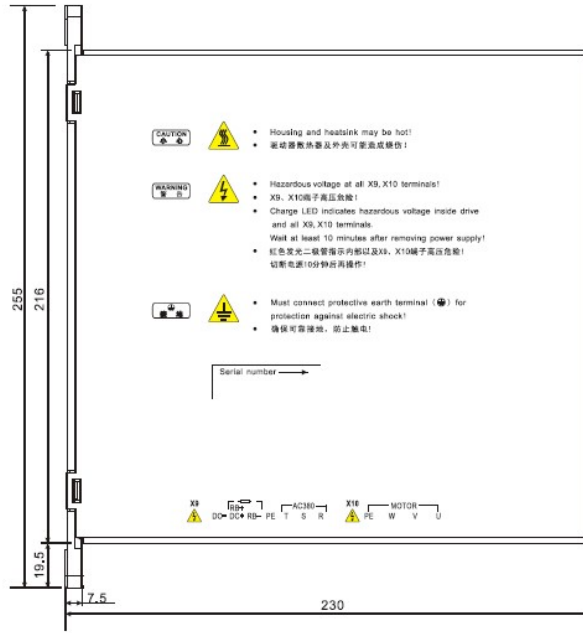 CAUTION
小 心
• Housing and heatsink may be hot!
• 驱动器散热器及外壳可能造成烧伤！
WARNING
警 告
• Hazardous voltage at all X9, X10 terminals!
• X9、X10端子高压危险！
• Charge LED indicates hazardous voltage inside drive
and all X9, X10 terminals.
Wait at least 10 minutes after removing power supply!
• 红色发光二极管指示内部以及X9、X10端子高压危险！
切断电源10分钟后再操作！
• Must connect protective earth terminal ( ) for
protection against electric shock!
• 确保可靠接地、防止触电！
Serial number
X9
RB+
DC- DC+ RB- PE
AC380
T S R
X10
MOTOR
PE W V U
255
216
19.5
7.5
230